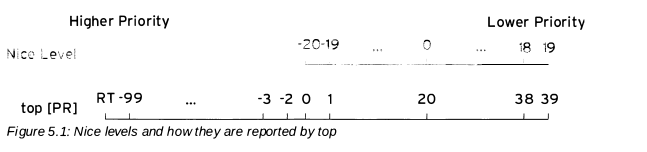 Higher Priority Lower Priority
Nice Level -20 -19 ... 0 ... 18 19
top [PR] RT -99 ... -3 -2 0 1 20 38 39
Figure 5.1: Nice levels and how they are reported by top